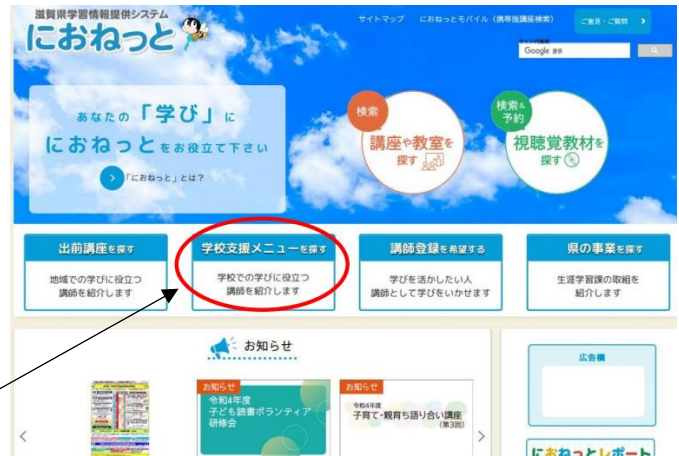 滋賀県学習情報提供システム
におねっと
サイトマップ
におねっとモバイル（携帯版講座検索）
ご意見・ご質問
Google 提供
あなたの「学び」に
におねっとをお役立て下さい
「におねっと」とは？
検索
講座や教室を
探す
検索&
予約
視聴覚教材を
探す
出前講座を探す
地域での学びに役立つ
講師を紹介します
学校支援メニューを探す
学校での学びに役立つ
講師を紹介します
講師登録を希望する
学びを活かしたい人
講師として学びをいかせます
県の事業を探す
生涯学習課の取組を
紹介します
お知らせ
お知らせ
令和4年度
子ども読書ボランティア
研修会
お知らせ
令和4年度
子育て・親育ち語り合い講座
（第3回）
広告欄
におねっとレポート